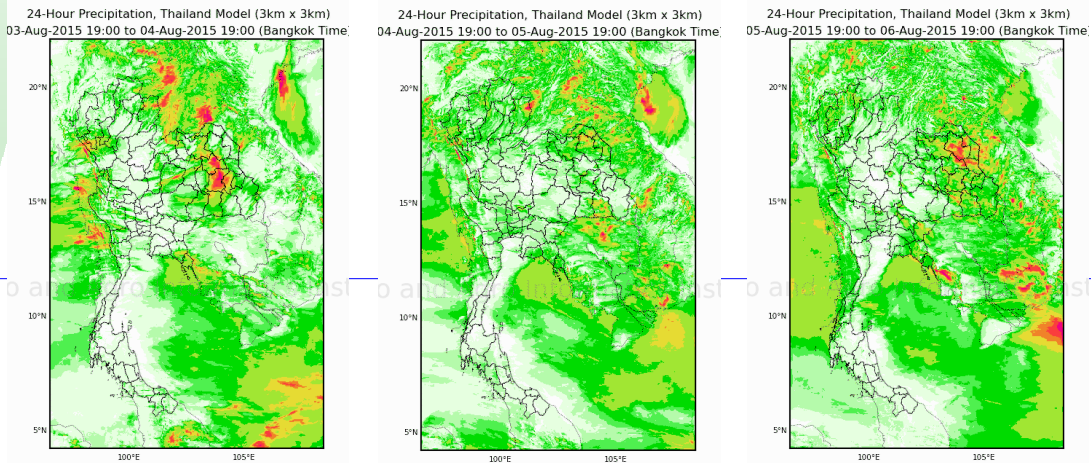 24-Hour Precipitation, Thailand Model (3km x 3km)
03-Aug-2015 19:00 to 04-Aug-2015 19:00 (Bangkok Time
20°N
15°N
10°N
5°N
100°E
105°E
24-Hour Precipitation, Thailand Model (3km x 3km)
04-Aug-2015 19:00 to 05-Aug-2015 19:00 (Bangkok Time
20°N
15°N
10°N
5°N
100°E
105°E
24-Hour Precipitation, Thailand Model (3km x 3km)
05-Aug-2015 19:00 to 06-Aug-2015 19:00 (Bangkok Time
20°N
15°N
10°N
5°N
100°E
105°E